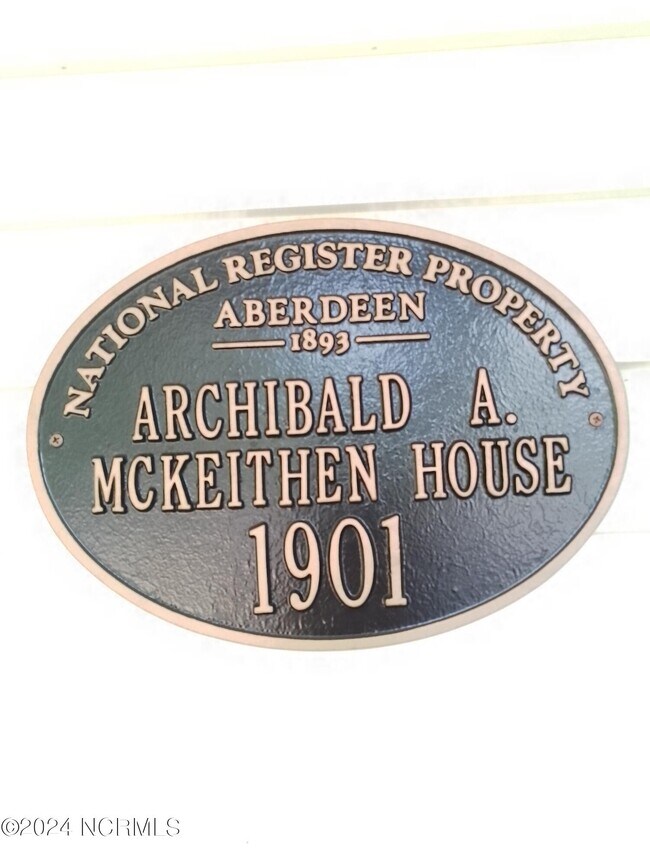 NATIONAL REGISTER PROPERTY
ABERDEEN
1893
ARCHIBALD A.
MCKEITHEN HOUSE
1901
©2024 NCRMLS